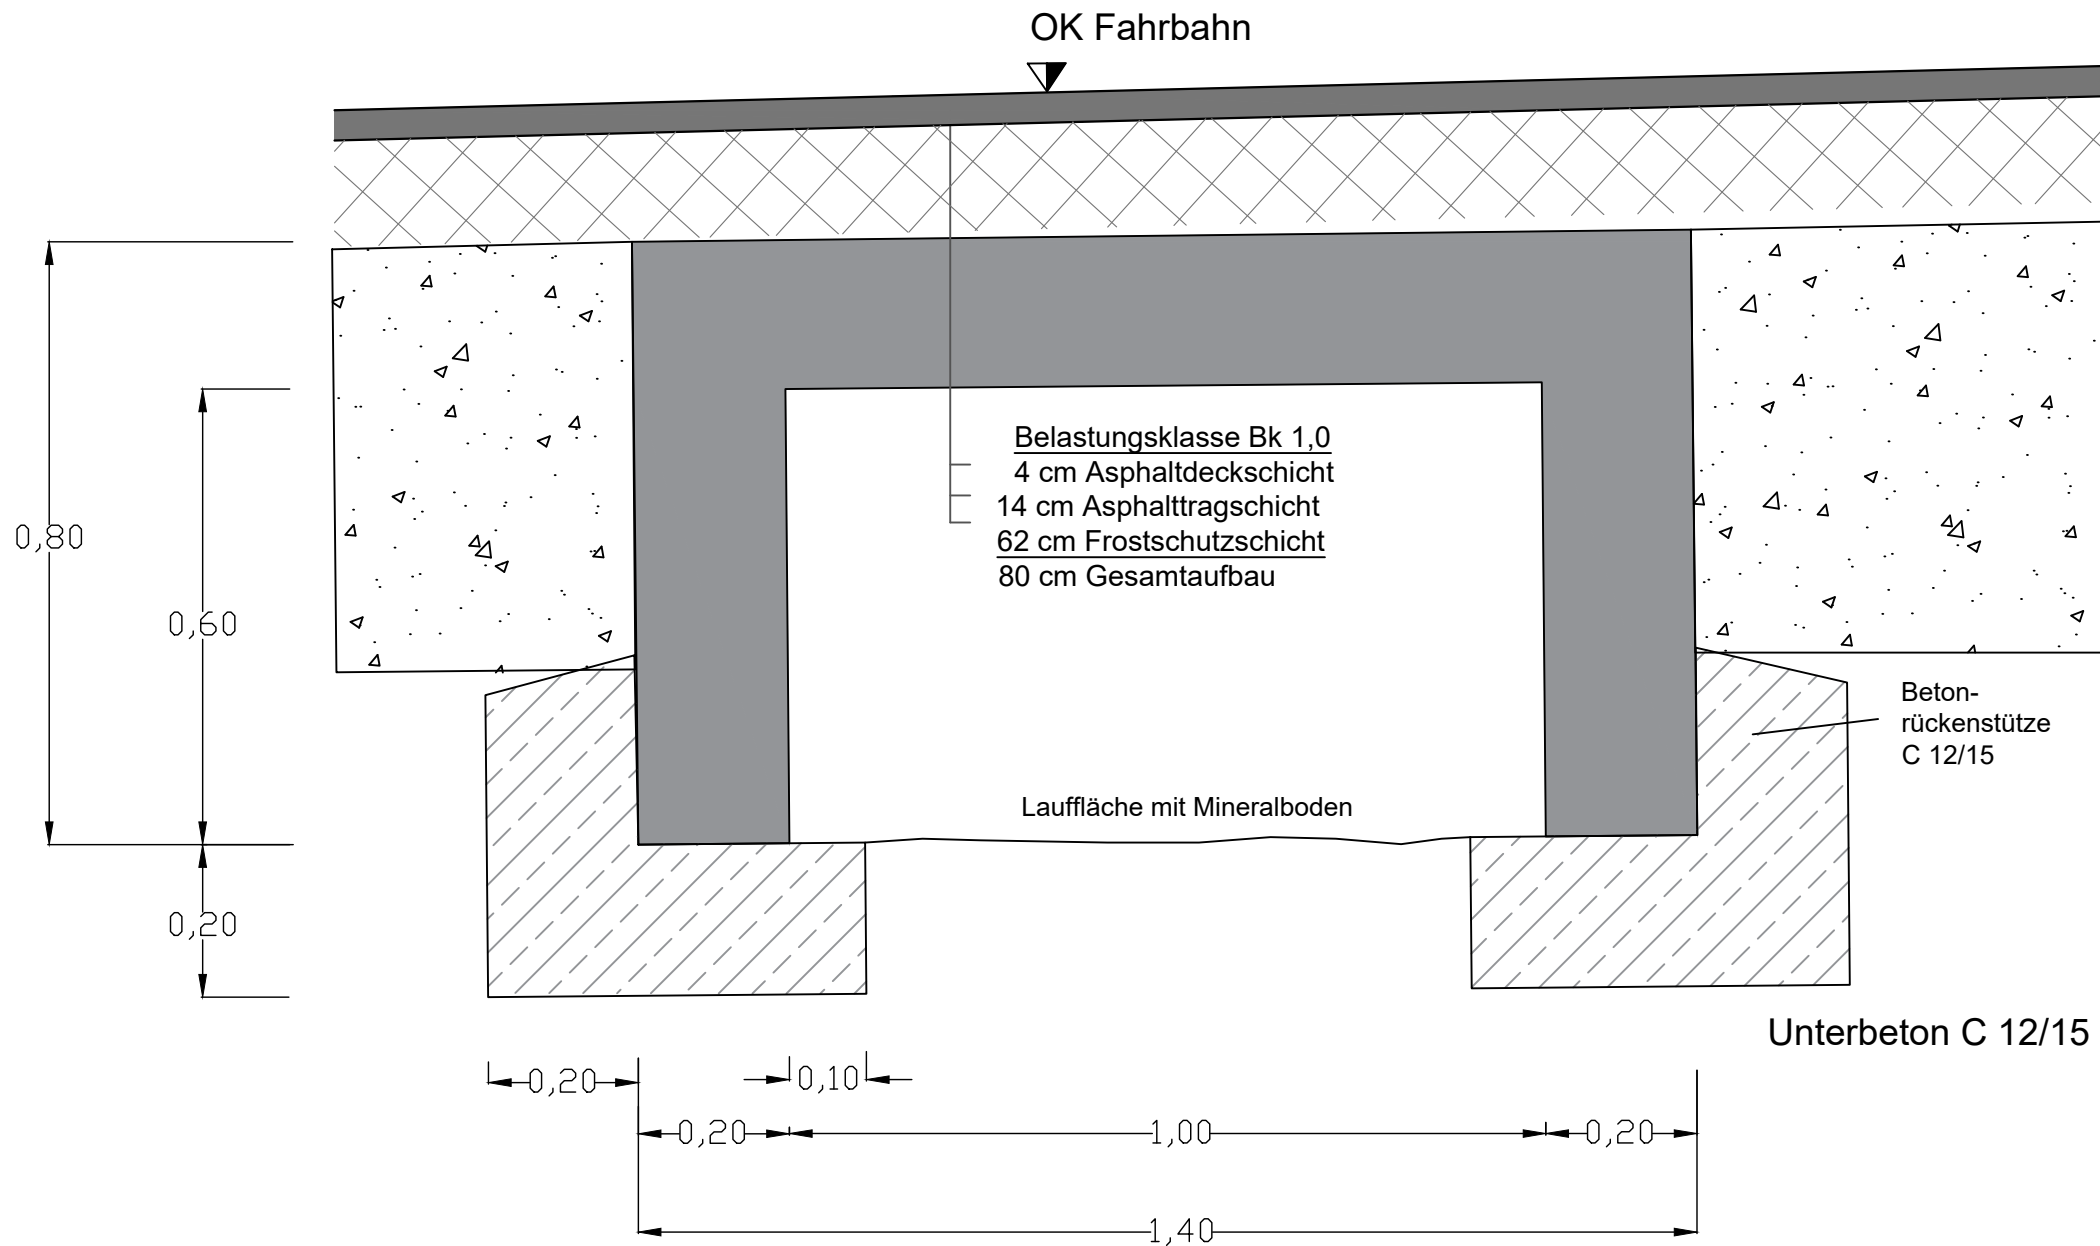 OK Fahrbahn
Belastungsklasse Bk 1,0
4 cm Asphaltdeckschicht
14 cm Asphalttragschicht
62 cm Frostschutzschicht
80 cm Gesamtaufbau
0,80
0,60
Beton-
rückenstütze
C 12/15
Lauffläche mit Mineralboden
0,20
Unterbeton C 12/15
0,20
0,10
0,20
1,00
0,20
1,40